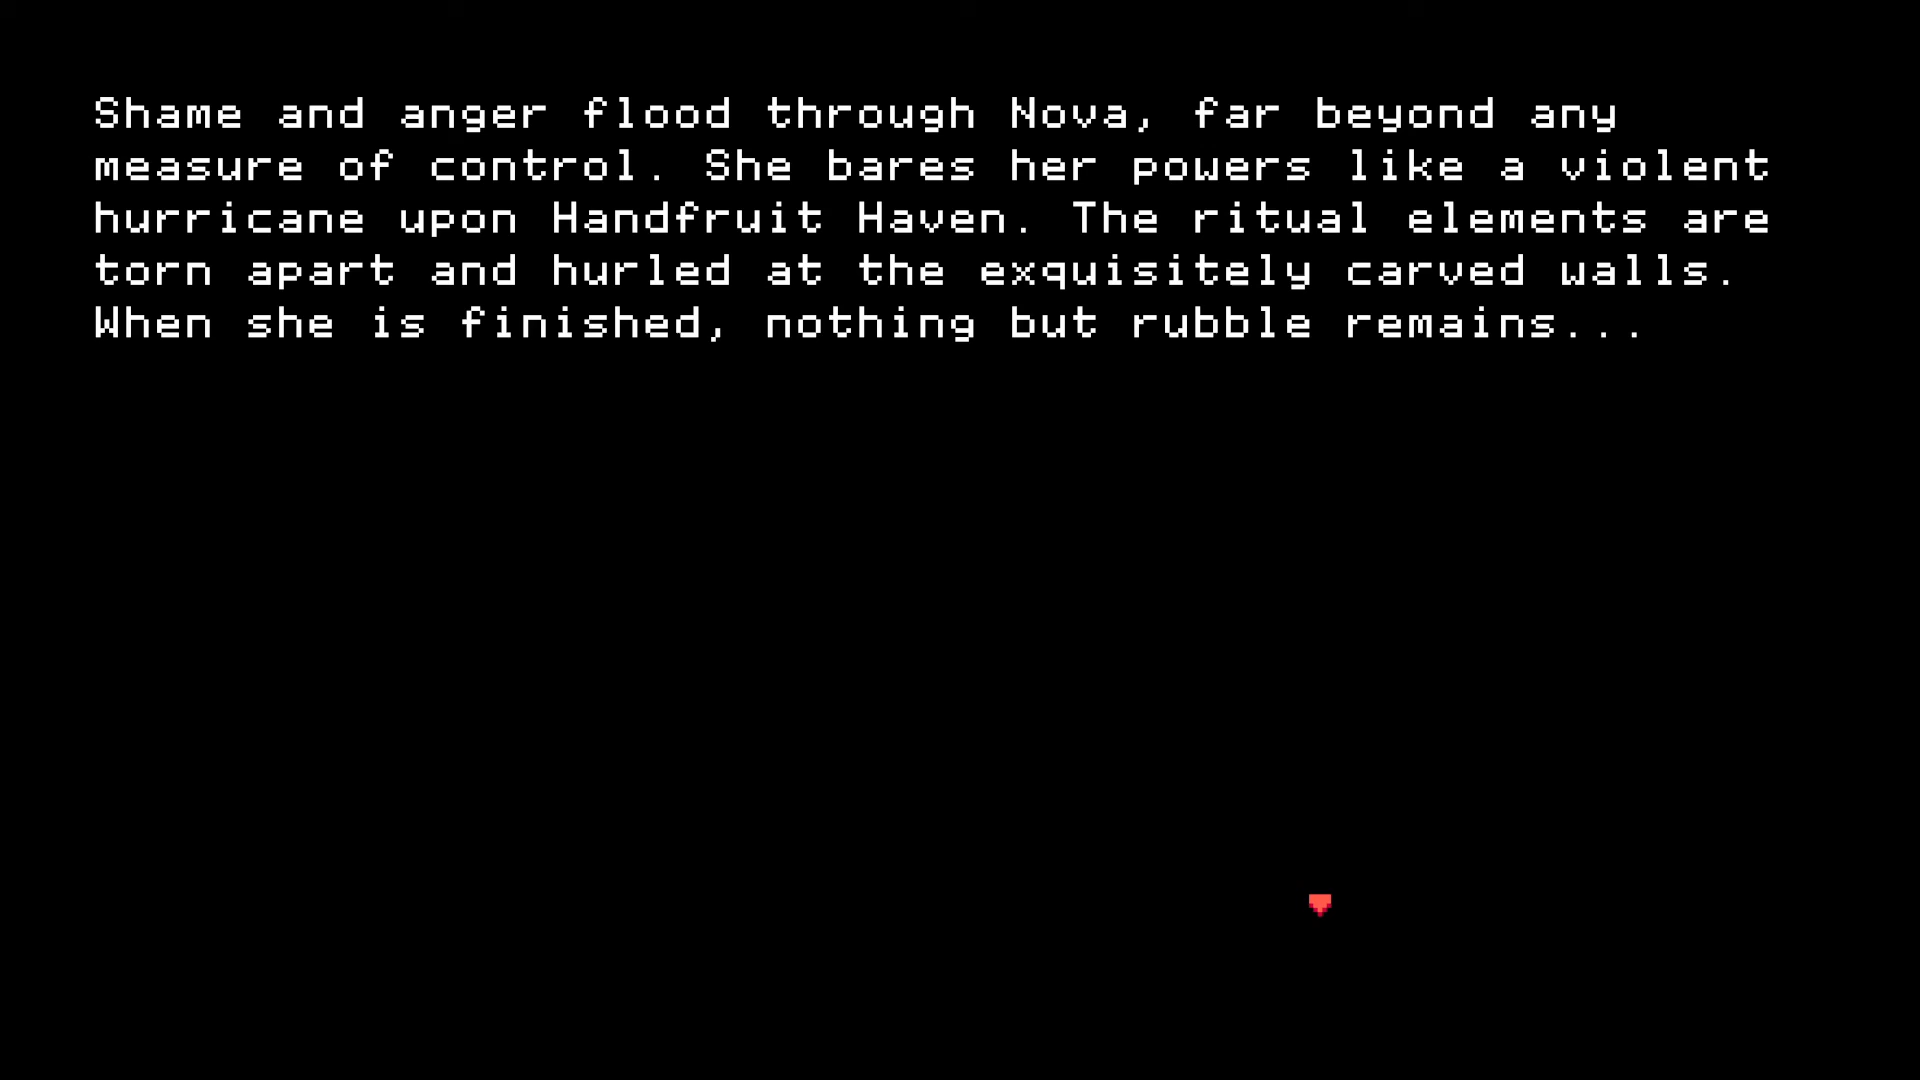 Shame and anger flood through Nova, far beyond any
measure of control. She bares her powers like a violent
hurricane upon Handfruit Haven. The ritual elements are
torn apart and hurled at the exquisitely carved walls.
When she is finished, nothing but rubble remains...